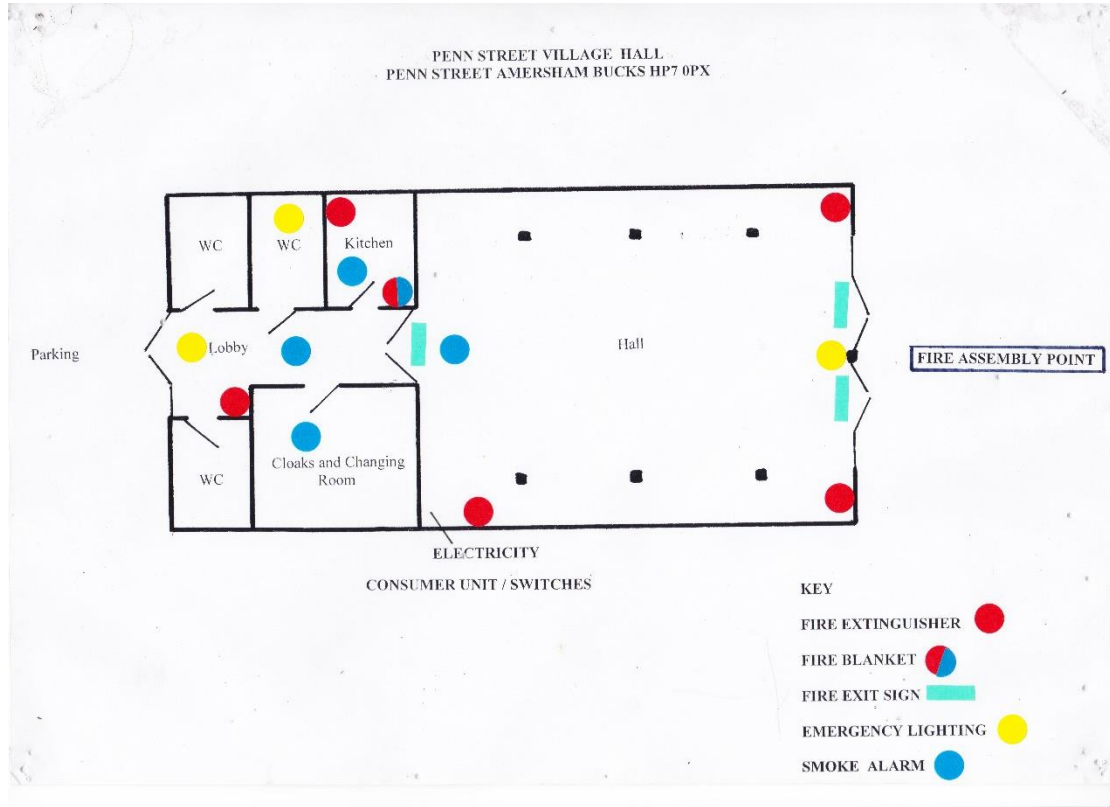 PENN STREET VILLAGE HALL
PENN STREET AMERSHAM BUCKS HP7 0PX
WC
WC
Kitchen
Parking
Lobby
Hall
FIRE ASSEMBLY POINT
WC
Cloaks and Changing
Room
ELECTRICITY
CONSUMER UNIT / SWITCHES
KEY
FIRE EXTINGUISHER
FIRE BLANKET
FIRE EXIT SIGN
EMERGENCY LIGHTING
SMOKE ALARM